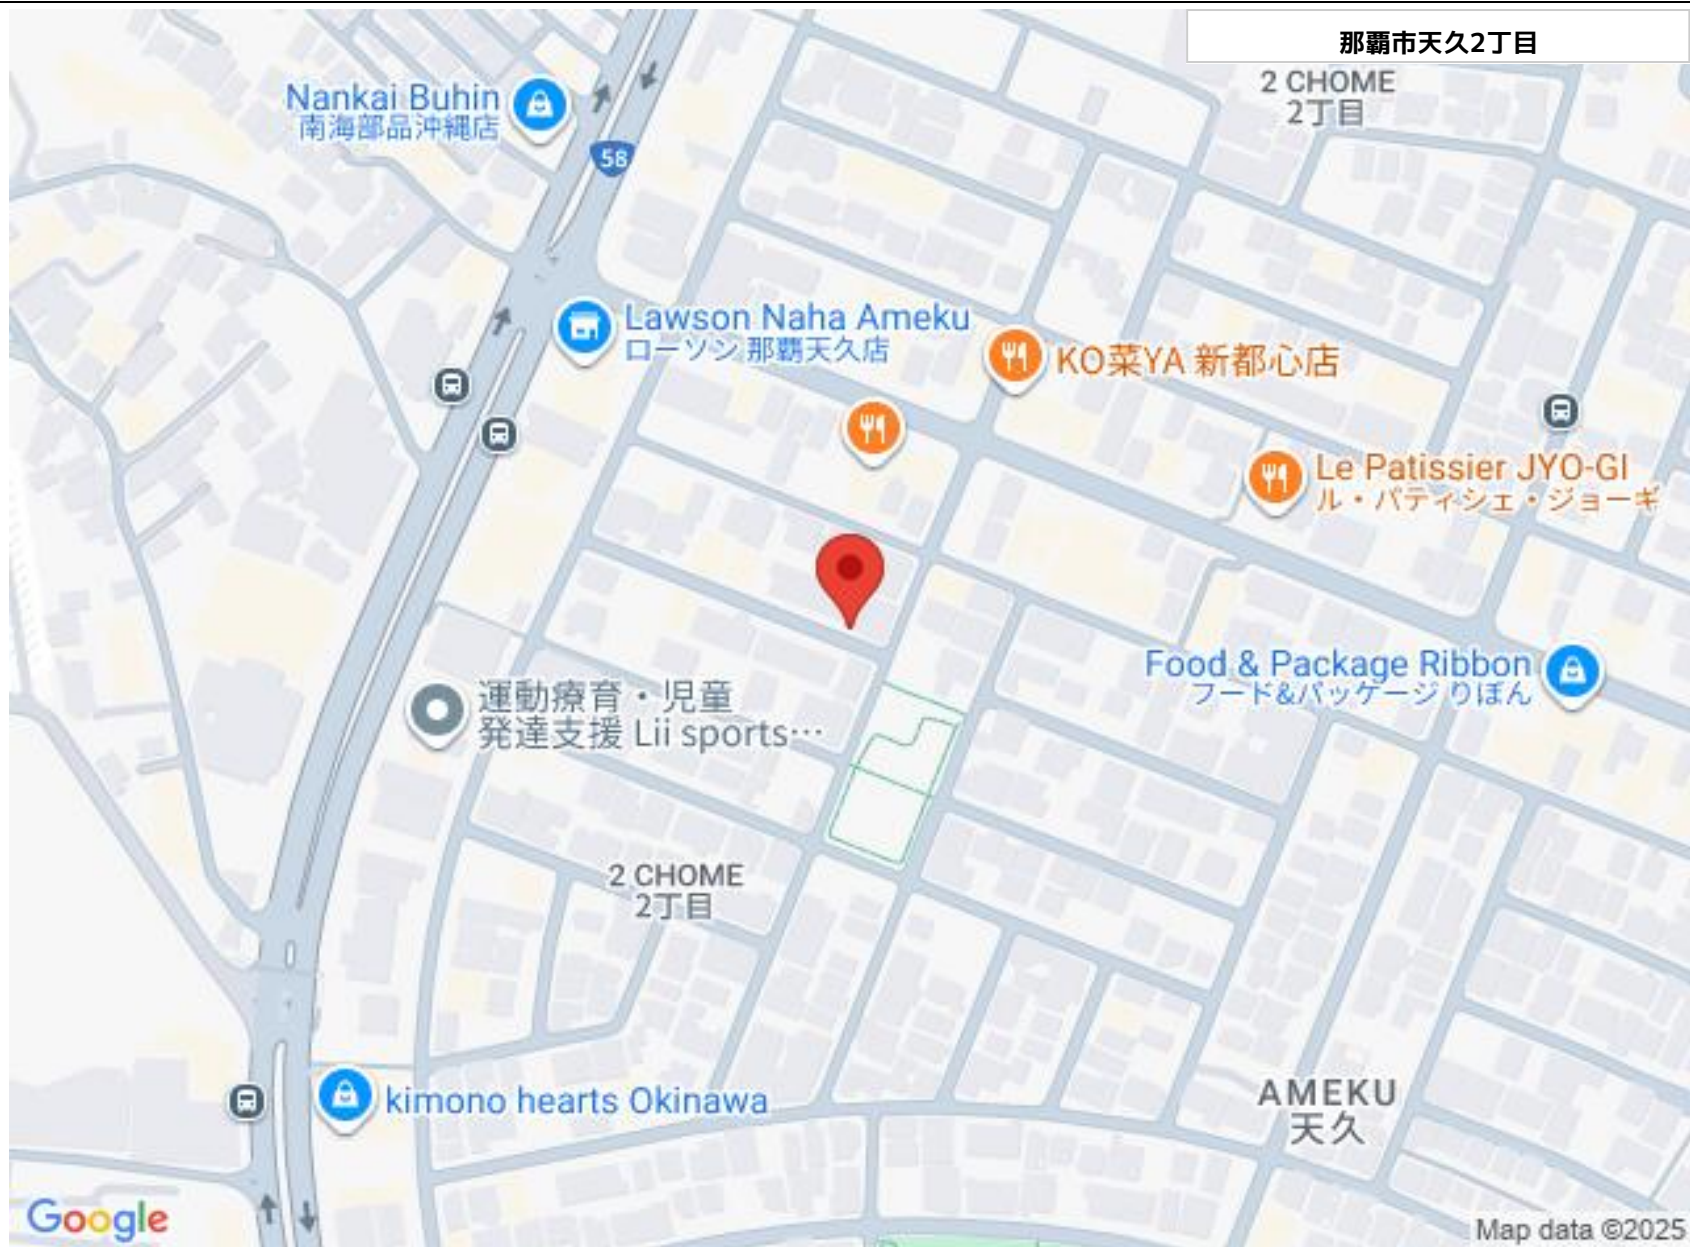 那覇市天久2丁目
2 CHOME
2丁目
Nankai Buhin
南海部品沖縄店
58
Lawson Naha Ameku
ローソン 那覇天久店
KO菜YA 新都心店
Le Patissier JYO-GI
ル・パティシェ・ジョーギ
Food & Package Ribbon
フード&パッケージ りぼん
運動療育・児童
発達支援 Lii sports…
2 CHOME
2丁目
kimono hearts Okinawa
AMEKU
天久
Google
Map data ©2025